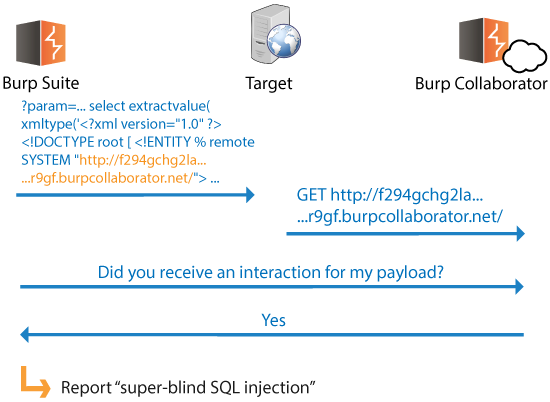 Burp Suite
Target
Burp Collaborator
?param=... select extractvalue(
xmltype('<?xml version="1.0" ?>
<!DOCTYPE root [ <!ENTITY % remote
SYSTEM "http://f294gchg2la...
...r9gf.burpcollaborator.net/"> ...
GET http://f294gchg2la...
...r9gf.burpcollaborator.net/
Did you receive an interaction for my payload?
Yes
Report “super-blind SQL injection”